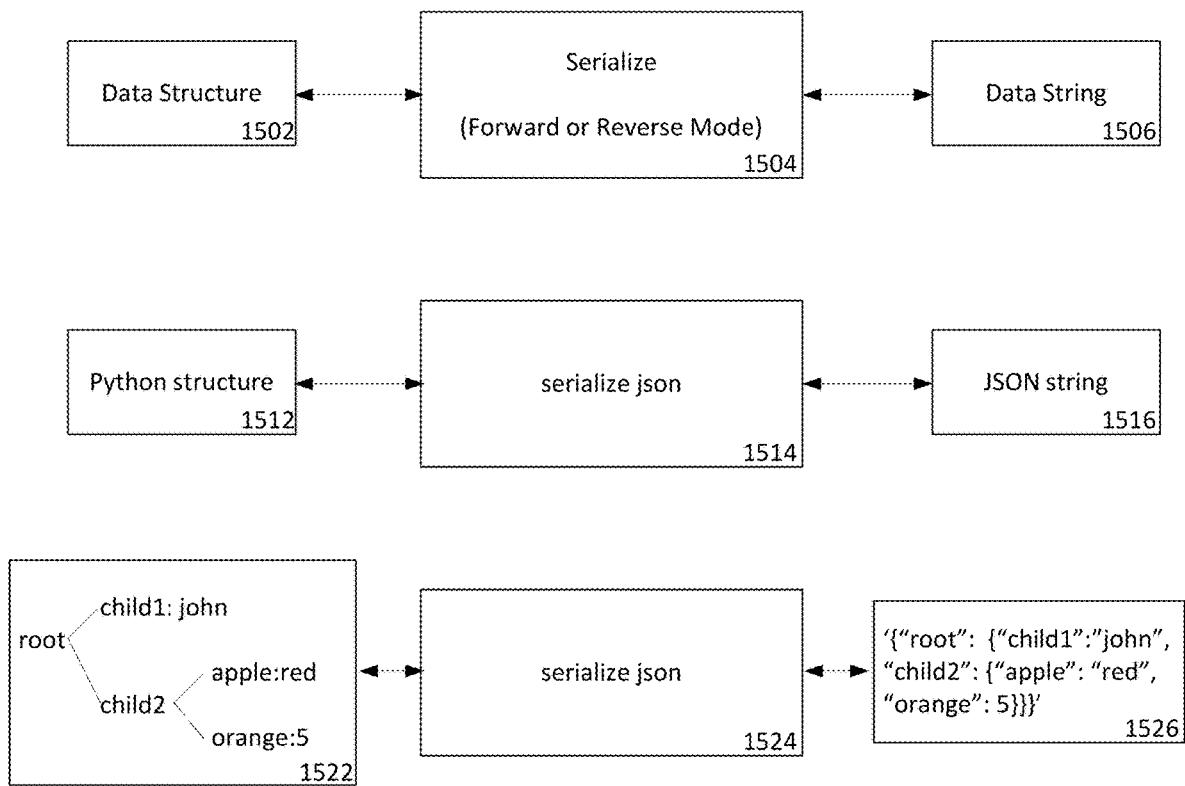 Data Structure
1502
Serialize
(Forward or Reverse Mode)
1504
Data String
1506
Python structure
1512
serialize json
1514
JSON string
1516
root
child1: john
child2
apple:red
orange:5
1522
serialize json
1524
‘{“root”: {“child1”:”john”,
“child2”: {“apple”: “red”,
“orange”: 5}}}’
1526